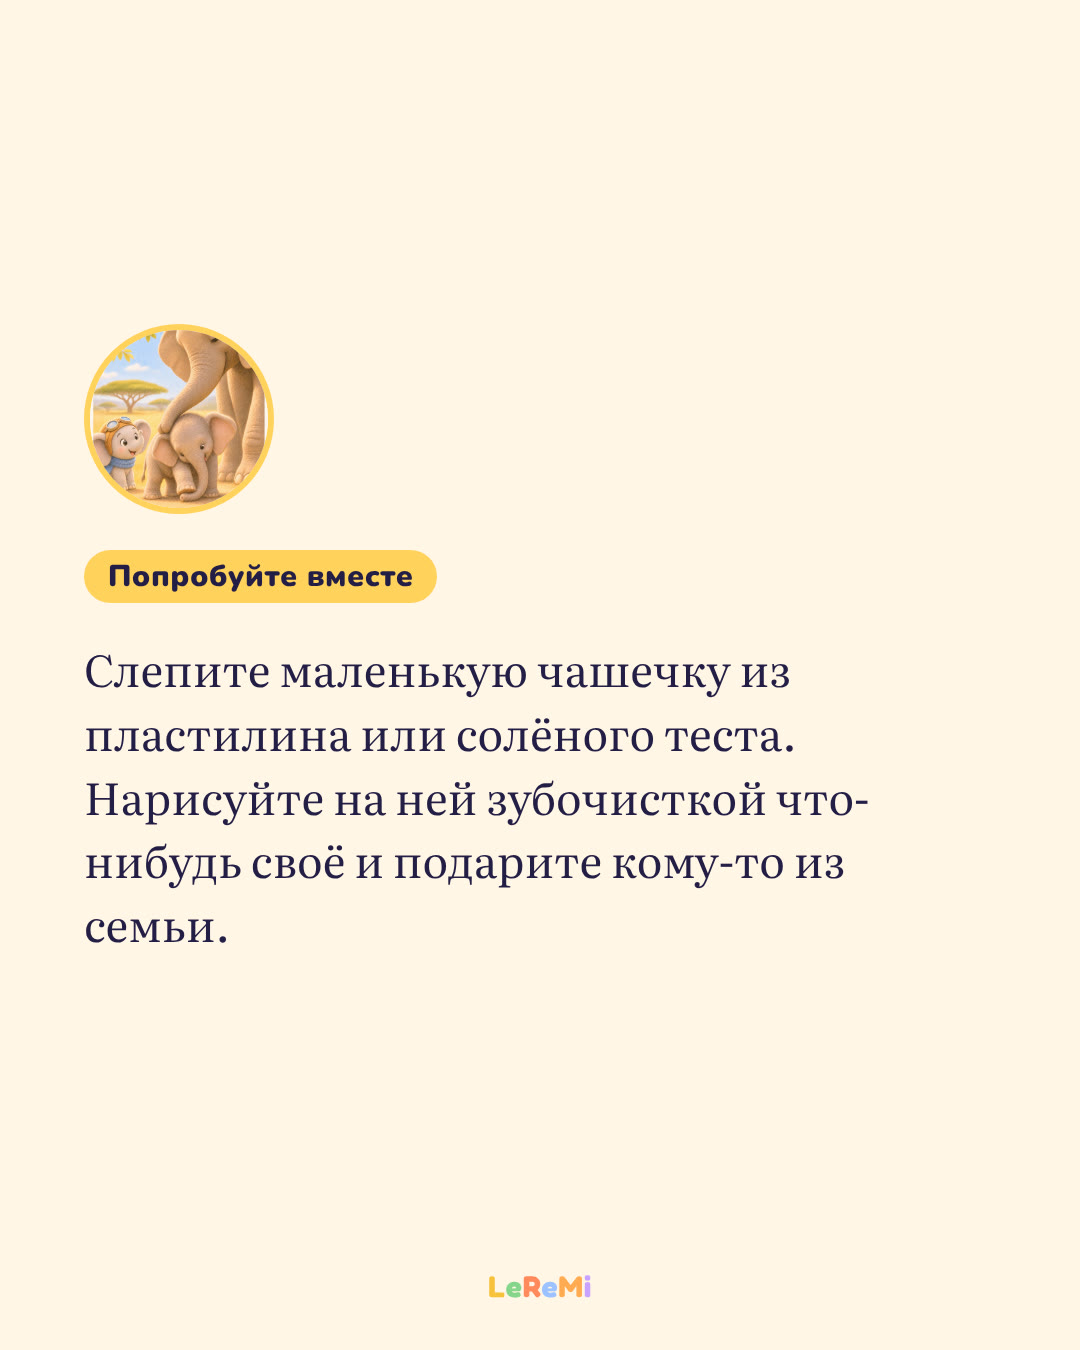 Попробуйте вместе
Слепите маленькую чашечку из
пластилина или солёного теста.
Нарисуйте на ней зубочисткой что-
нибудь своё и подарите кому-то из
семьи.
LeReMi